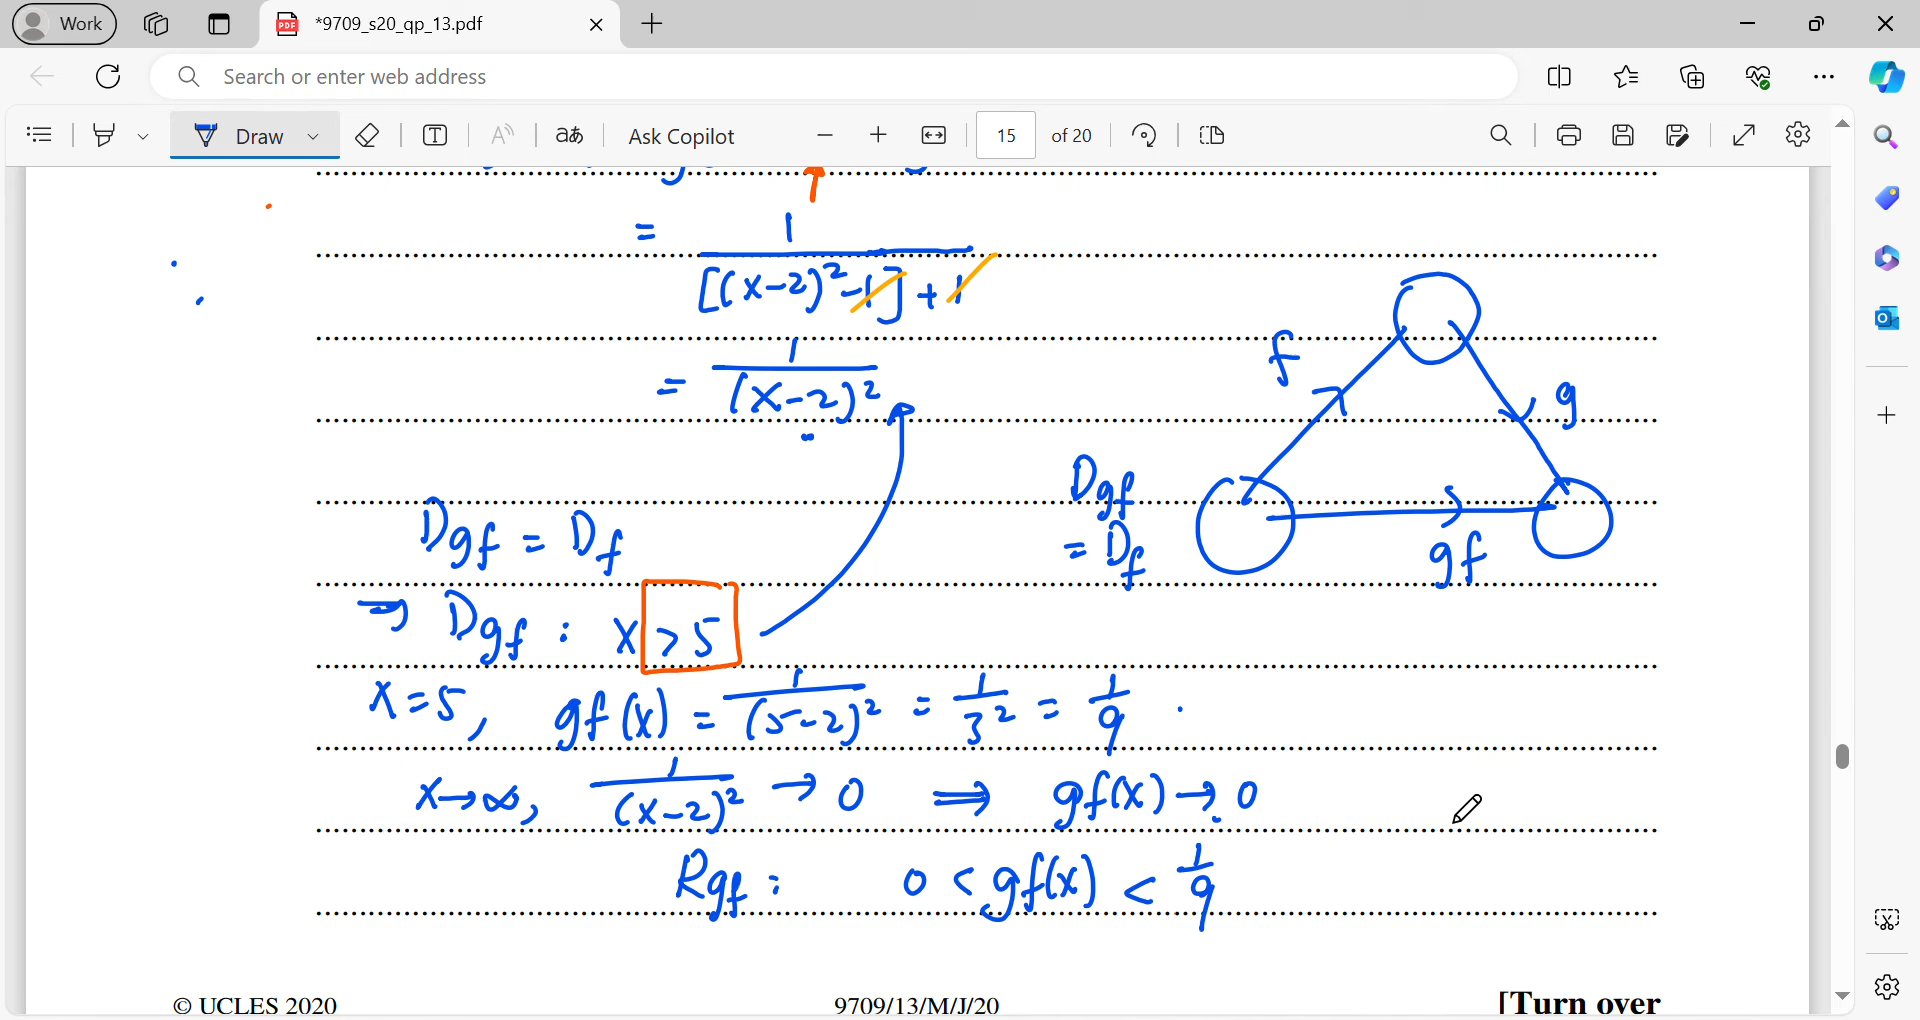 Work
*9709_s20_qp_13.pdf
Search or enter web address
Draw
Ask Copilot
15 of 20
= 1 / ([(x-2)² - 1] + 1)
= 1 / (x-2)²
f
g
gf
Dgf
= Df
Dgf = Df
→ Dgf : x > 5
x = 5, gf(x) = 1/(5-2)² = 1/3² = 1/9
x → ∞, 1/(x-2)² → 0 ⟹ gf(x) → 0
Rgf : 0 < gf(x) < 1/9
© UCLES 2020
9709/13/M/J/20
[Turn over